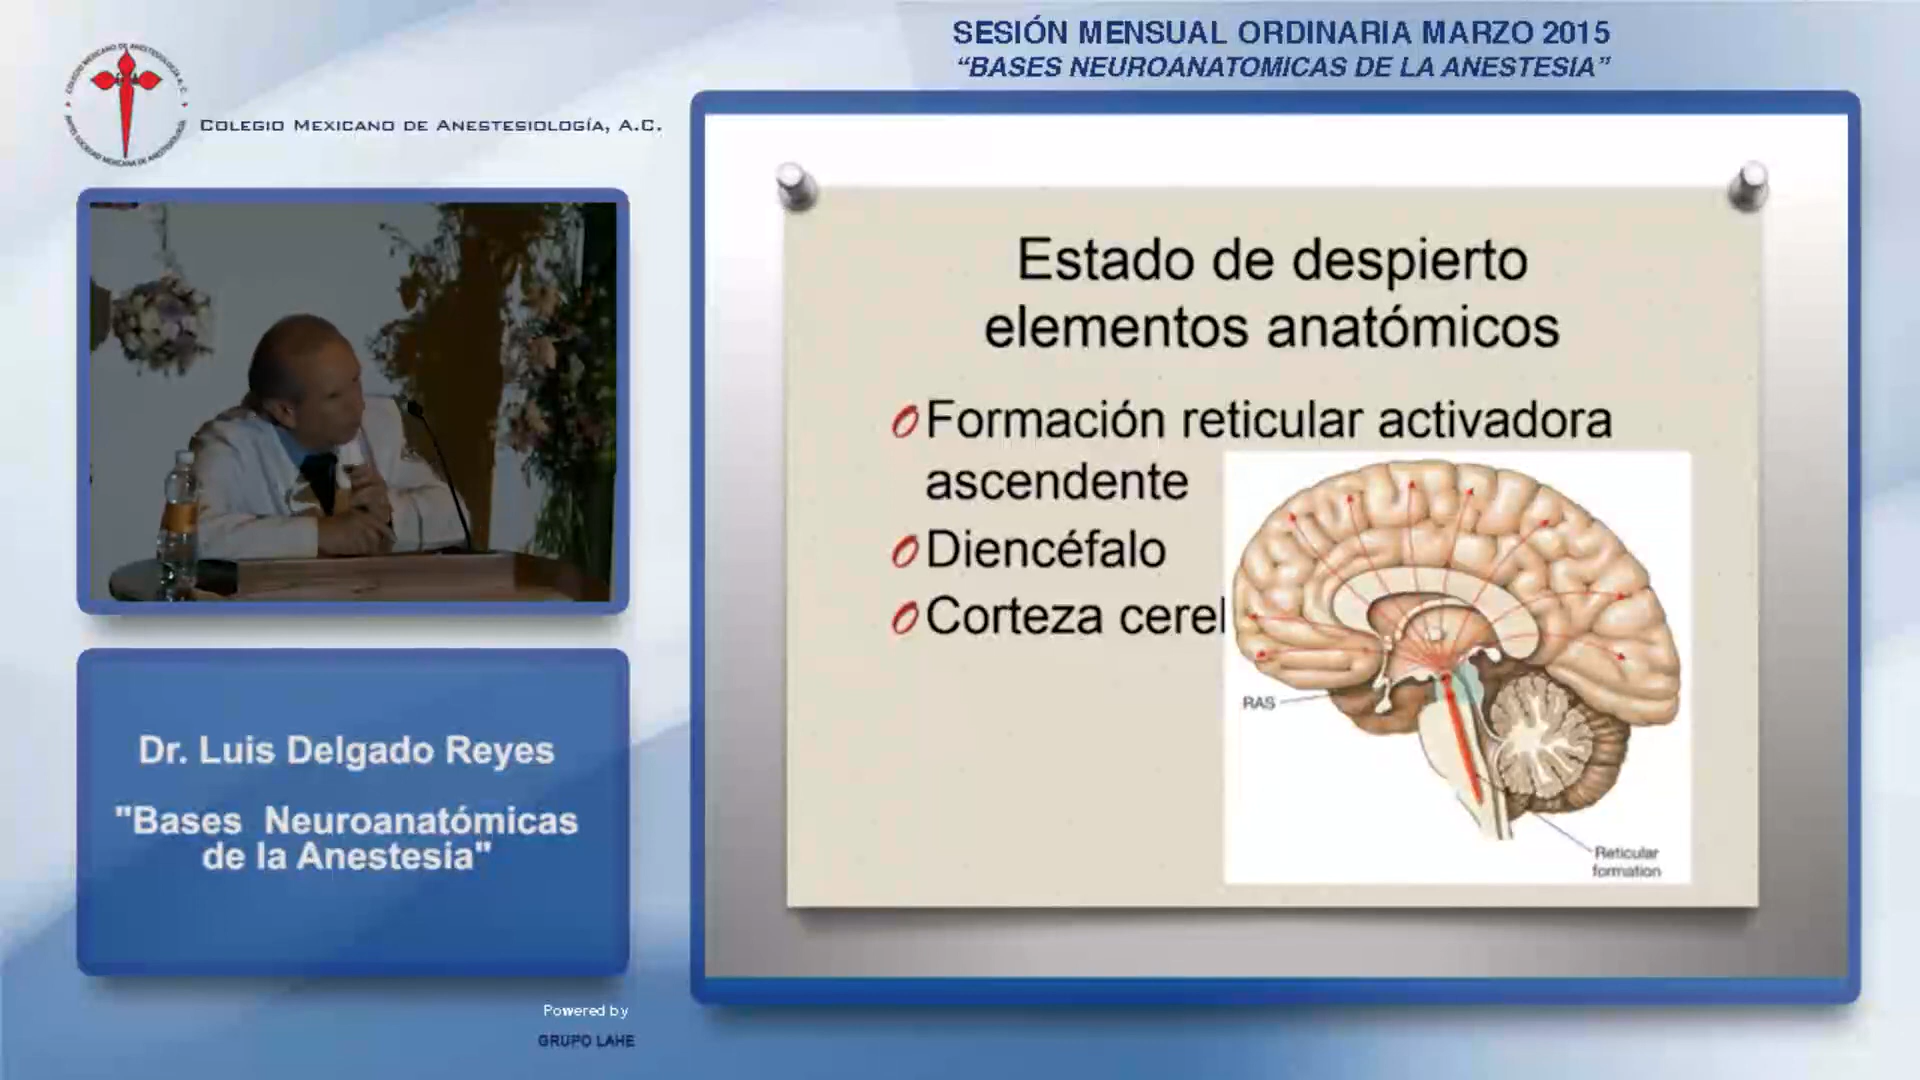 SESIÓN MENSUAL ORDINARIA MARZO 2015
“BASES NEUROANATOMICAS DE LA ANESTESIA”
COLEGIO MEXICANO DE ANESTESIOLOGÍA, A.C.
Estado de despierto
elementos anatómicos
Formación reticular activadora
ascendente
Diencéfalo
Corteza cerel
RAS
Reticular
formation
Dr. Luis Delgado Reyes
"Bases Neuroanatómicas
de la Anestesia"
Powered by
GRUPO LAHE